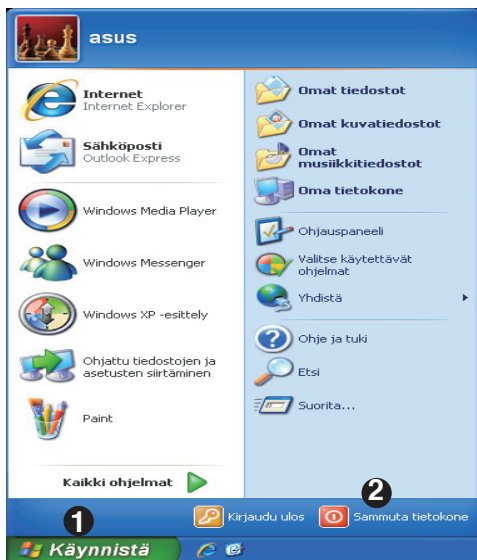 asus
Internet
Internet Explorer
Sähköposti
Outlook Express
Windows Media Player
Windows Messenger
Windows XP -esittely
Ohjattu tiedostojen ja
asetusten siirtäminen
Paint
Kaikki ohjelmat
Omat tiedostot
Omat kuvatiedostot
Omat
musiikkitiedostot
Oma tietokone
Ohjauspaneeli
Valitse käytettävät
ohjelmat
Yhdistä
Ohje ja tuki
Etsi
Suorita...
2
Kirjaudu ulos
Sammuta tietokone
1
Käynnistä